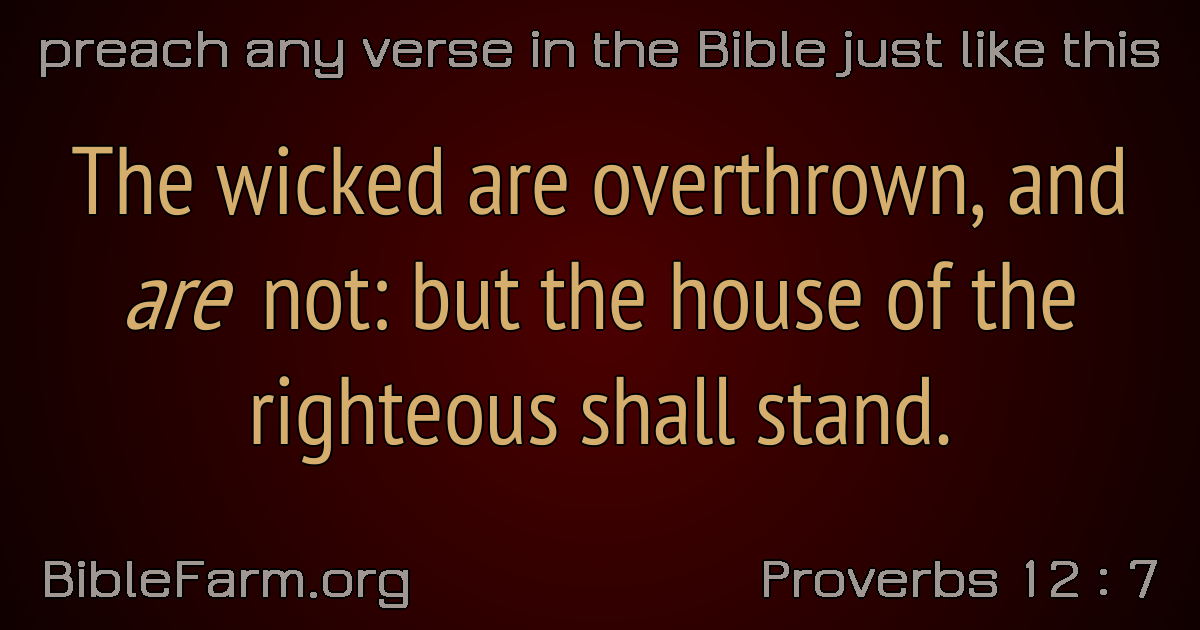 preach any verse in the Bible just like this
The wicked are overthrown, and
are not: but the house of the
righteous shall stand.
BibleFarm.org
Proverbs 12 : 7